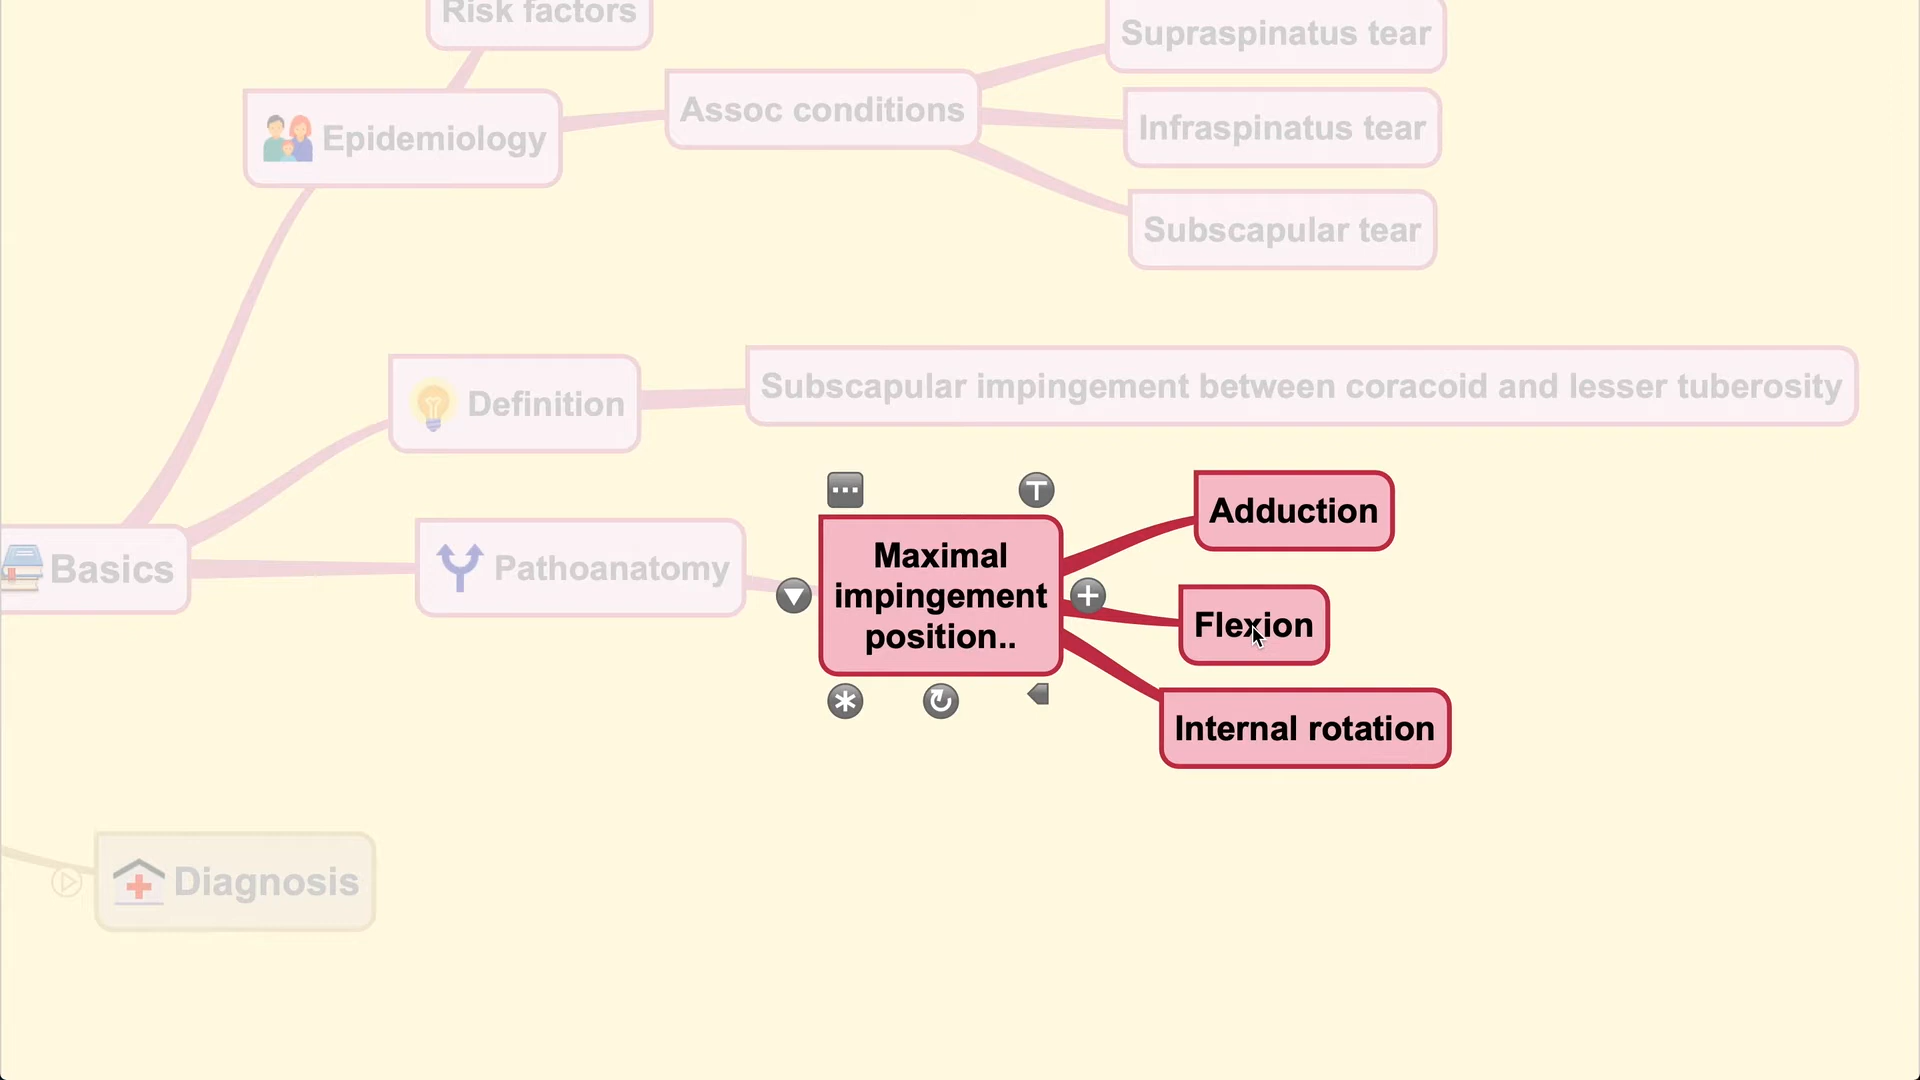 Risk factors
Supraspinatus tear
Assoc conditions
Epidemiology
Infraspinatus tear
Subscapular tear
Definition
Subscapular impingement between coracoid and lesser tuberosity
Basics
Pathoanatomy
Maximal
impingement
position..
Adduction
Flexion
Internal rotation
Diagnosis